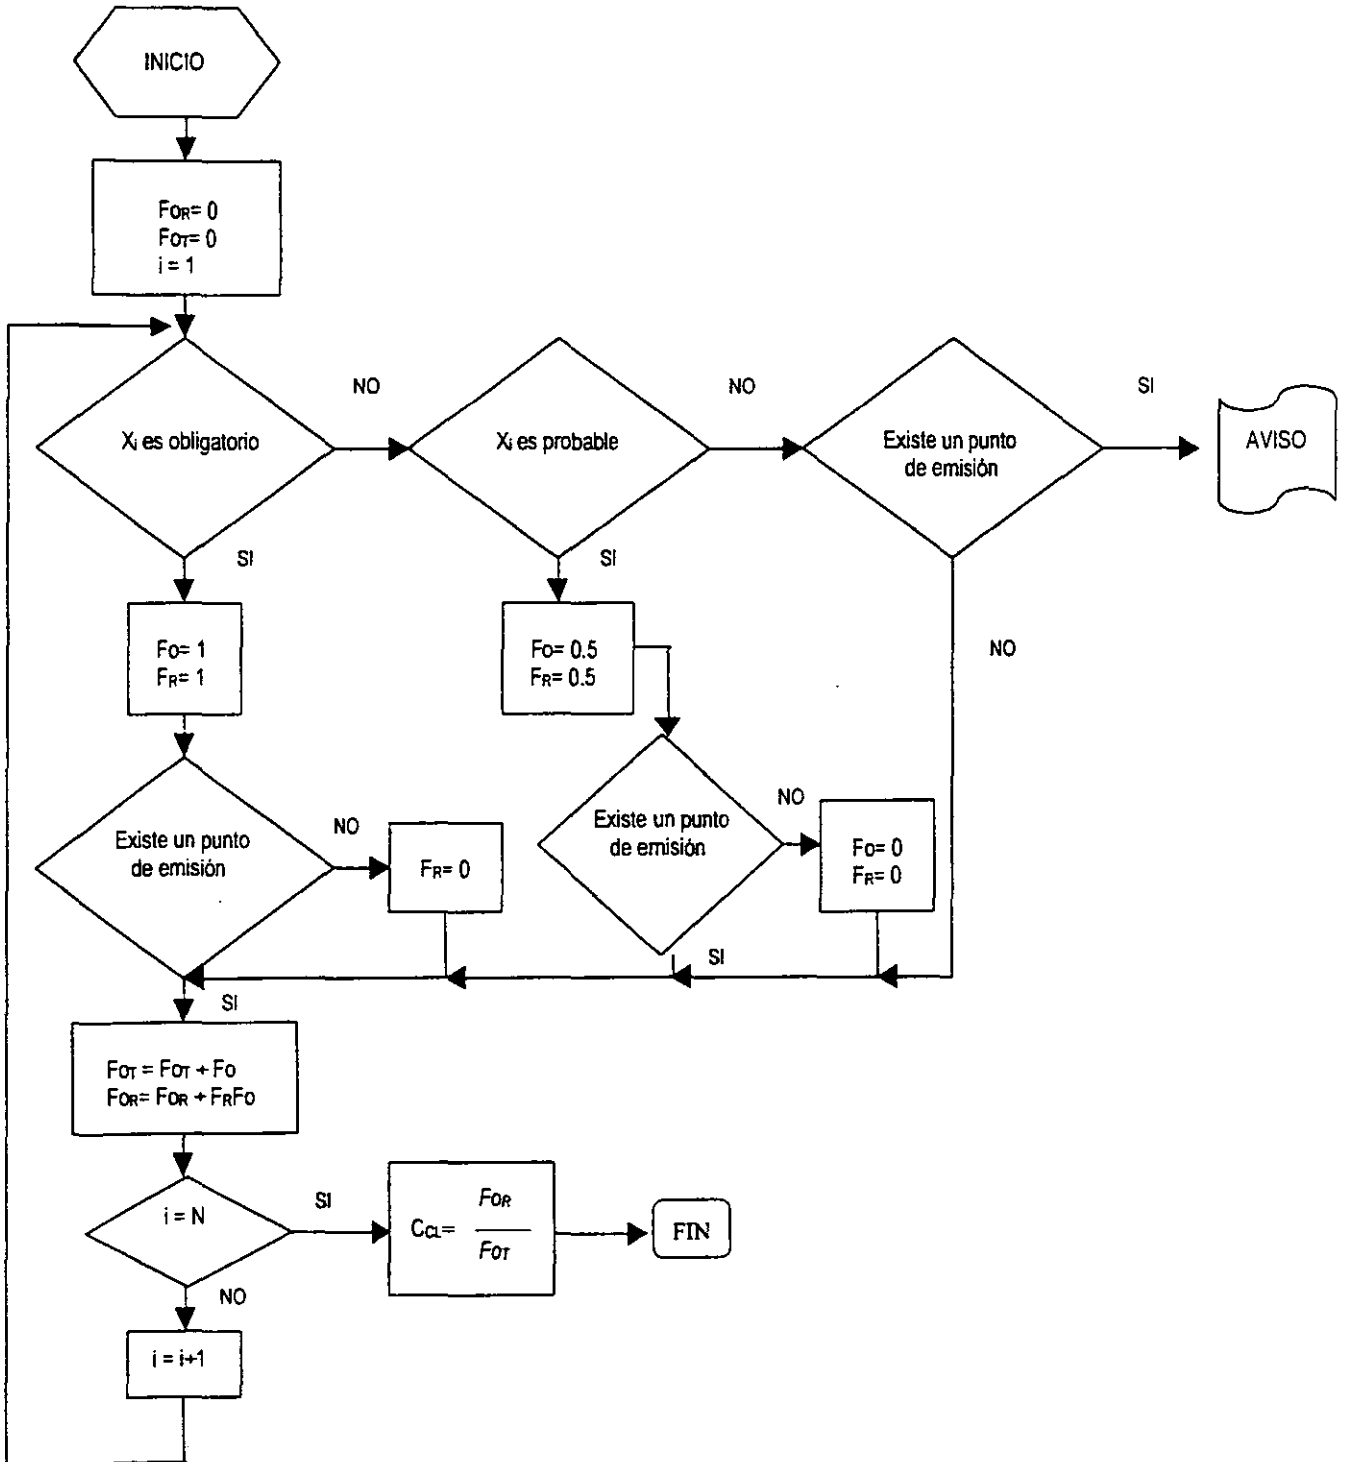 INICIO
FOR= 0
FOT= 0
i = 1
NO
NO
SI
Xi es obligatorio
Xi es probable
Existe un punto
de emisión
AVISO
SI
SI
NO
Fo= 1
FR= 1
Fo= 0.5
FR= 0.5
Existe un punto
de emisión
NO
FR= 0
Existe un punto
de emisión
NO
Fo= 0
FR= 0
SI
SI
FOT = FOT + Fo
FOR= FOR + FRFo
i = N
SI
CCL= FOR
FOT
FIN
NO
i = i+1